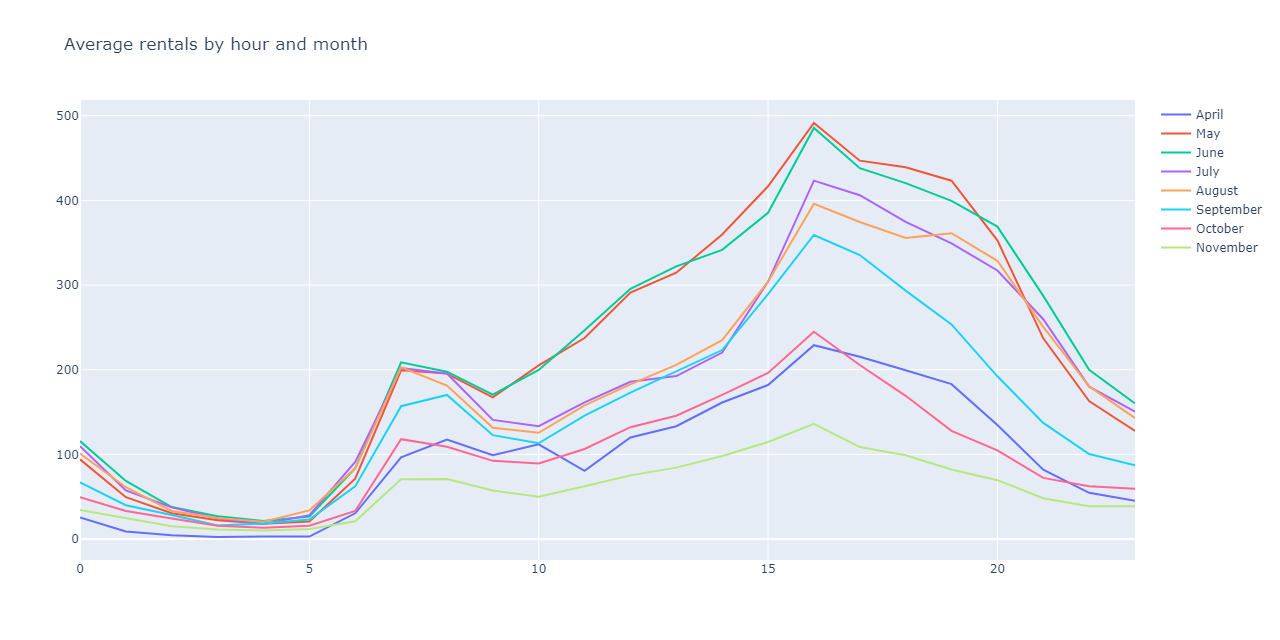 Average rentals by hour and month
500
400
300
200
100
0
0 5 10 15 20
April
May
June
July
August
September
October
November